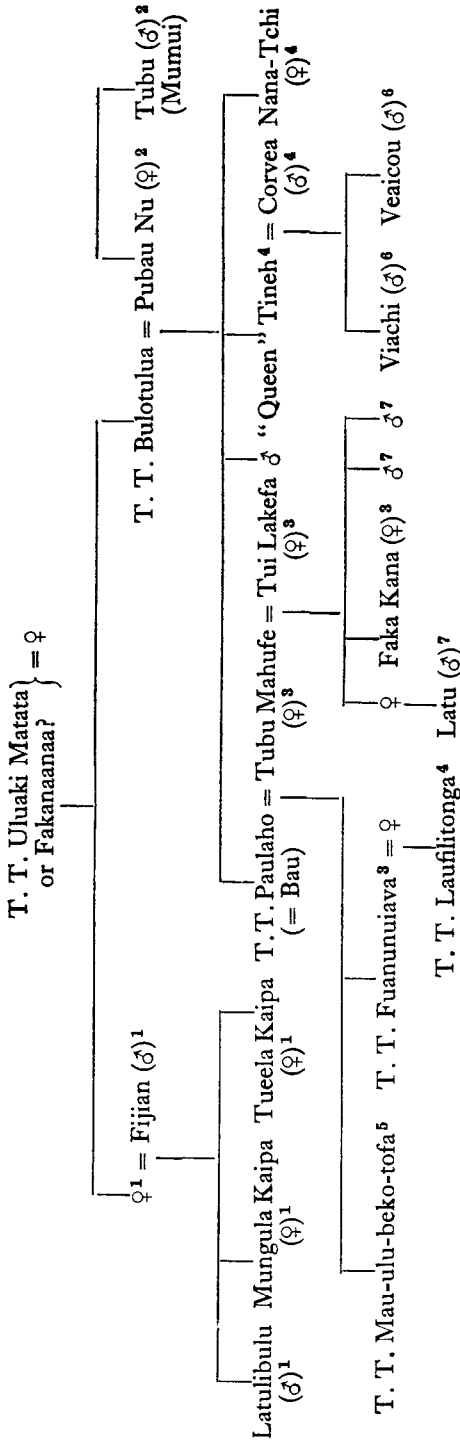 T. T. Uluaki Matata } = ♀
or Fakanaanaa?
♀¹ = Fijian (♂)¹
T. T. Bulotulua = Pubau Nu (♀)²
Tubu (♂)²
(Mumui)
Latulibulu
(♂)¹
Mungula Kaipa
(♀)¹
Tueela Kaipa
(♀)¹
T. T. Paulaho = Tubu Mahufe = Tui Lakefa
(= Bau)
(♀)³
(♀)³
♂
“Queen” Tineh⁴ = Corvea
(♂)⁴
Nana-Tchi
(♀)⁴
T. T. Mau-ulu-beko-tofa⁵
T. T. Fuanunuiava³ = ♀
♀
Faka Kana (♀)³
♂⁷
♂⁷
Viachi (♂)⁶
Veaicou (♂)⁶
T. T. Laufilitonga⁴
Latu (♂)⁷